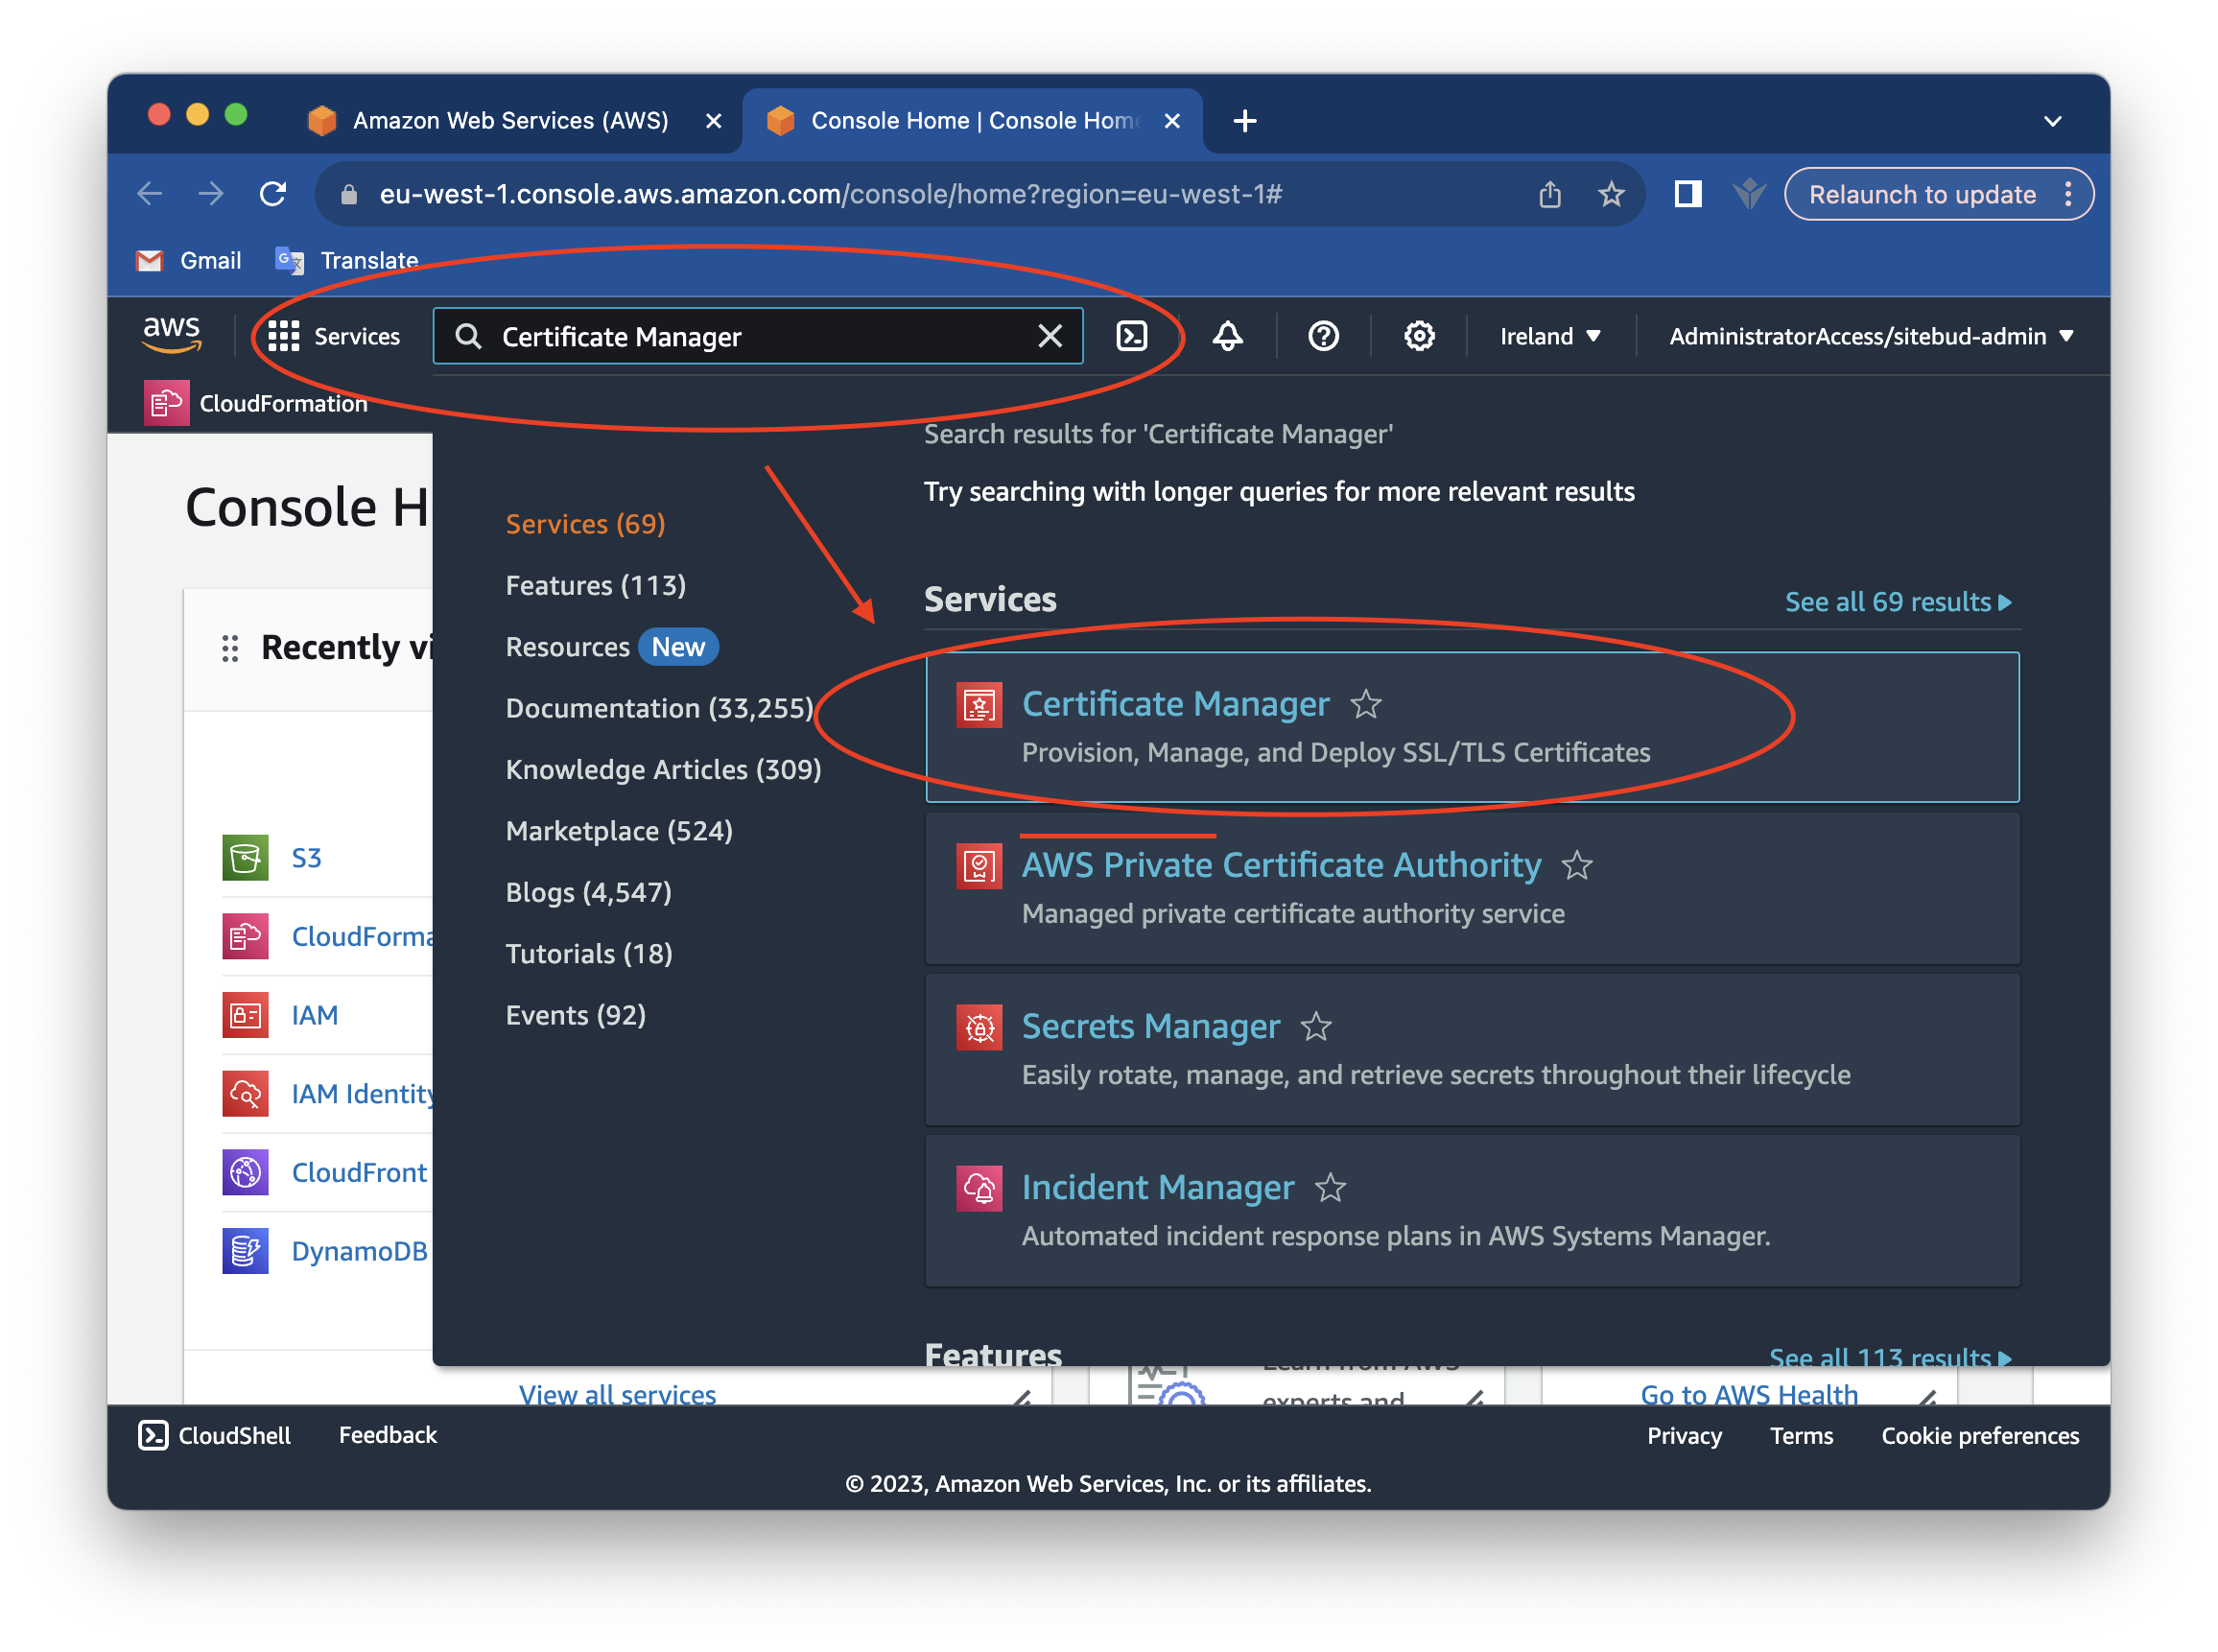 Amazon Web Services (AWS)
Console Home | Console Hom
eu-west-1.console.aws.amazon.com/console/home?region=eu-west-1#
Relaunch to update
Gmail
Translate
aws
Services
Certificate Manager
Ireland
AdministratorAccess/sitebud-admin
CloudFormation
Console H
Recently vi
S3
CloudForma
IAM
IAM Identity
CloudFront
DynamoDB
Services (69)
Features (113)
Resources New
Documentation (33,255)
Knowledge Articles (309)
Marketplace (524)
Blogs (4,547)
Tutorials (18)
Events (92)
Search results for 'Certificate Manager'
Try searching with longer queries for more relevant results
Services
See all 69 results
Certificate Manager
Provision, Manage, and Deploy SSL/TLS Certificates
AWS Private Certificate Authority
Managed private certificate authority service
Secrets Manager
Easily rotate, manage, and retrieve secrets throughout their lifecycle
Incident Manager
Automated incident response plans in AWS Systems Manager.
Features
See all 113 results
View all services
Learn from AWS
experts and
Go to AWS Health
CloudShell
Feedback
Privacy
Terms
Cookie preferences
© 2023, Amazon Web Services, Inc. or its affiliates.